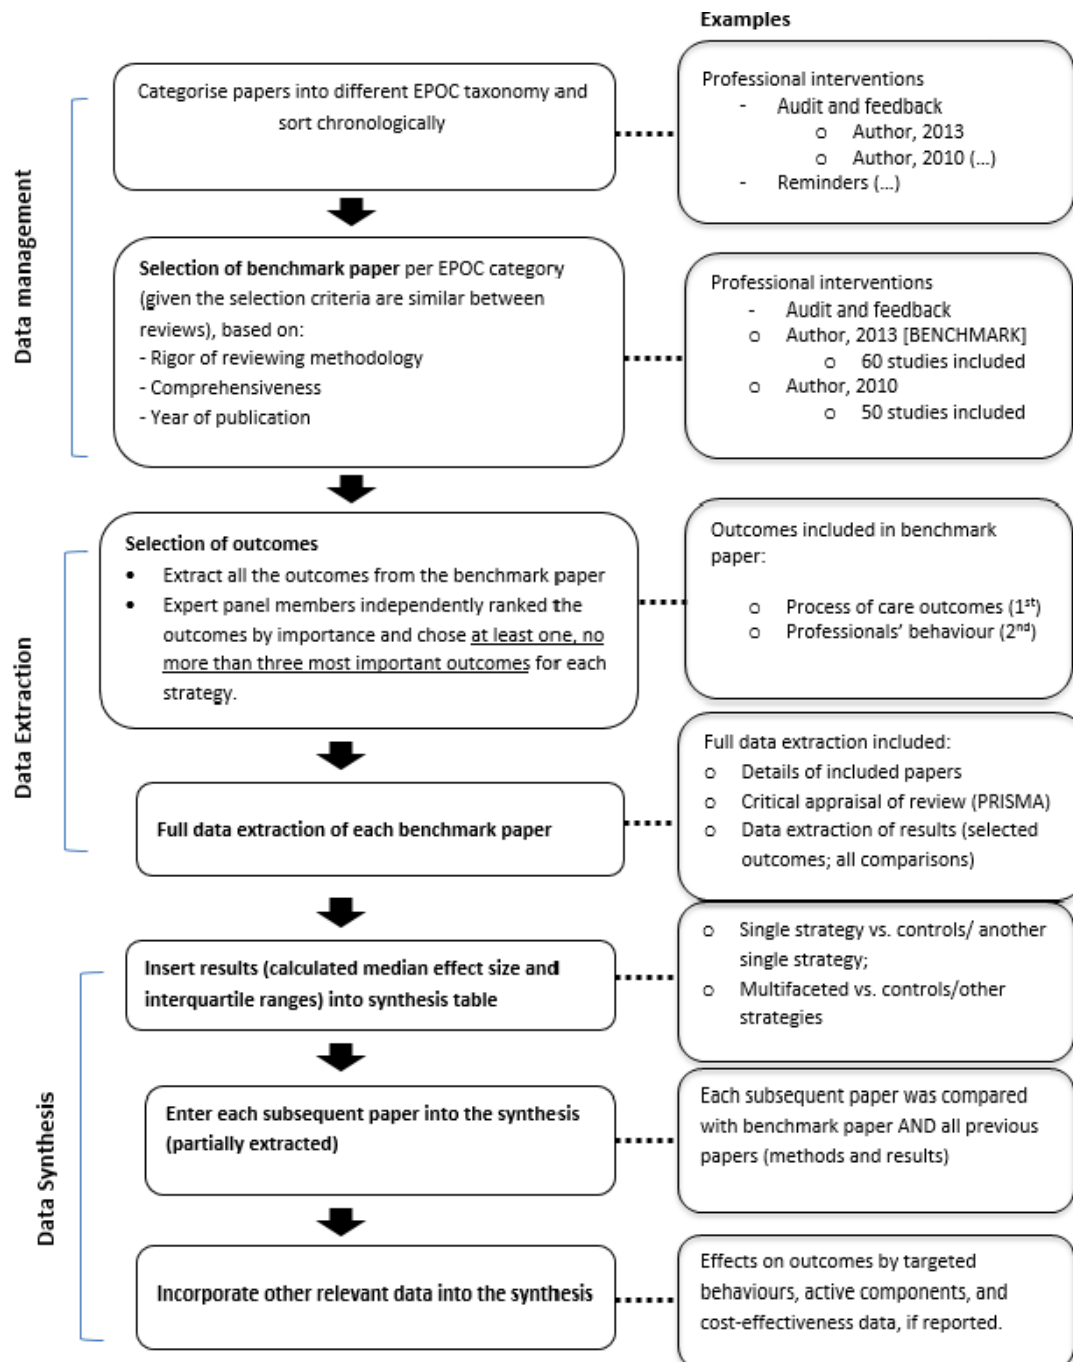 Examples
Data management
Categorise papers into different EPOC taxonomy and
sort chronologically
Professional interventions
- Audit and feedback
o Author, 2013
o Author, 2010 (...)
- Reminders (...)
Selection of benchmark paper per EPOC category
(given the selection criteria are similar between
reviews), based on:
- Rigor of reviewing methodology
- Comprehensiveness
- Year of publication
Professional interventions
- Audit and feedback
o Author, 2013 [BENCHMARK]
o 60 studies included
o Author, 2010
o 50 studies included
Data Extraction
Selection of outcomes
• Extract all the outcomes from the benchmark paper
• Expert panel members independently ranked the
outcomes by importance and chose at least one, no
more than three most important outcomes for each
strategy.
Outcomes included in benchmark
paper:
o Process of care outcomes (1st)
o Professionals' behaviour (2nd)
Full data extraction of each benchmark paper
Full data extraction included:
o Details of included papers
o Critical appraisal of review (PRISMA)
o Data extraction of results (selected
outcomes; all comparisons)
Data Synthesis
Insert results (calculated median effect size and
interquartile ranges) into synthesis table
o Single strategy vs. controls/ another
single strategy;
o Multifaceted vs. controls/other
strategies
Enter each subsequent paper into the synthesis
(partially extracted)
Each subsequent paper was compared
with benchmark paper AND all previous
papers (methods and results)
Incorporate other relevant data into the synthesis
Effects on outcomes by targeted
behaviours, active components, and
cost-effectiveness data, if reported.